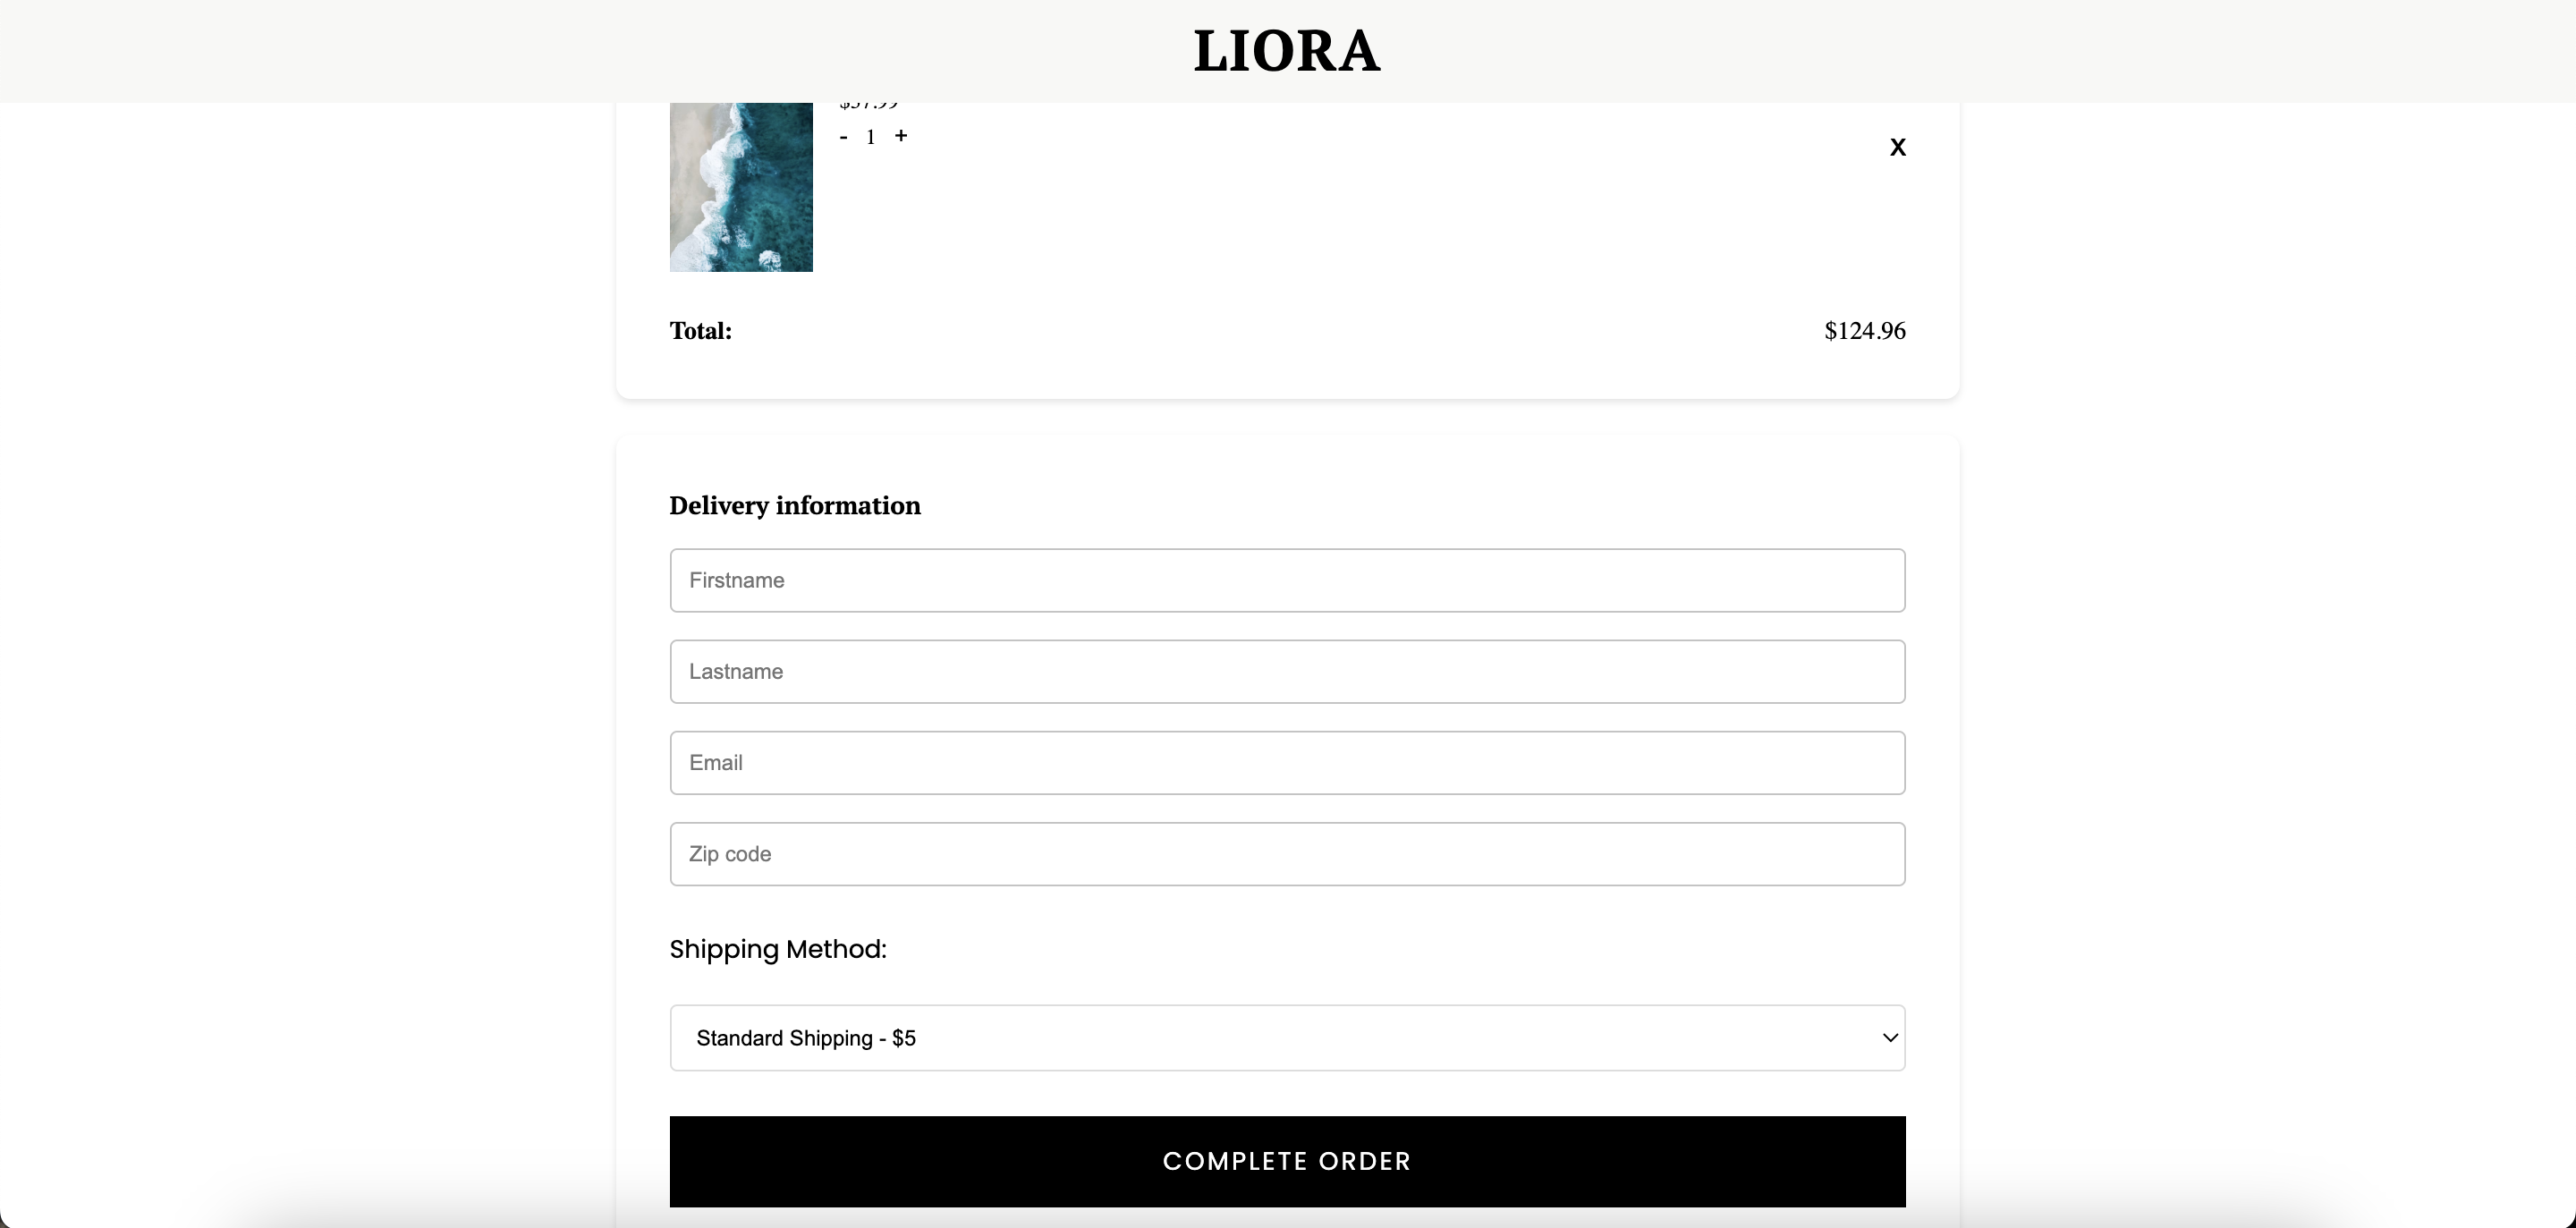 LIORA
- 1 +
X
Total:
$124.96
Delivery information
Firstname
Lastname
Email
Zip code
Shipping Method:
Standard Shipping - $5
COMPLETE ORDER